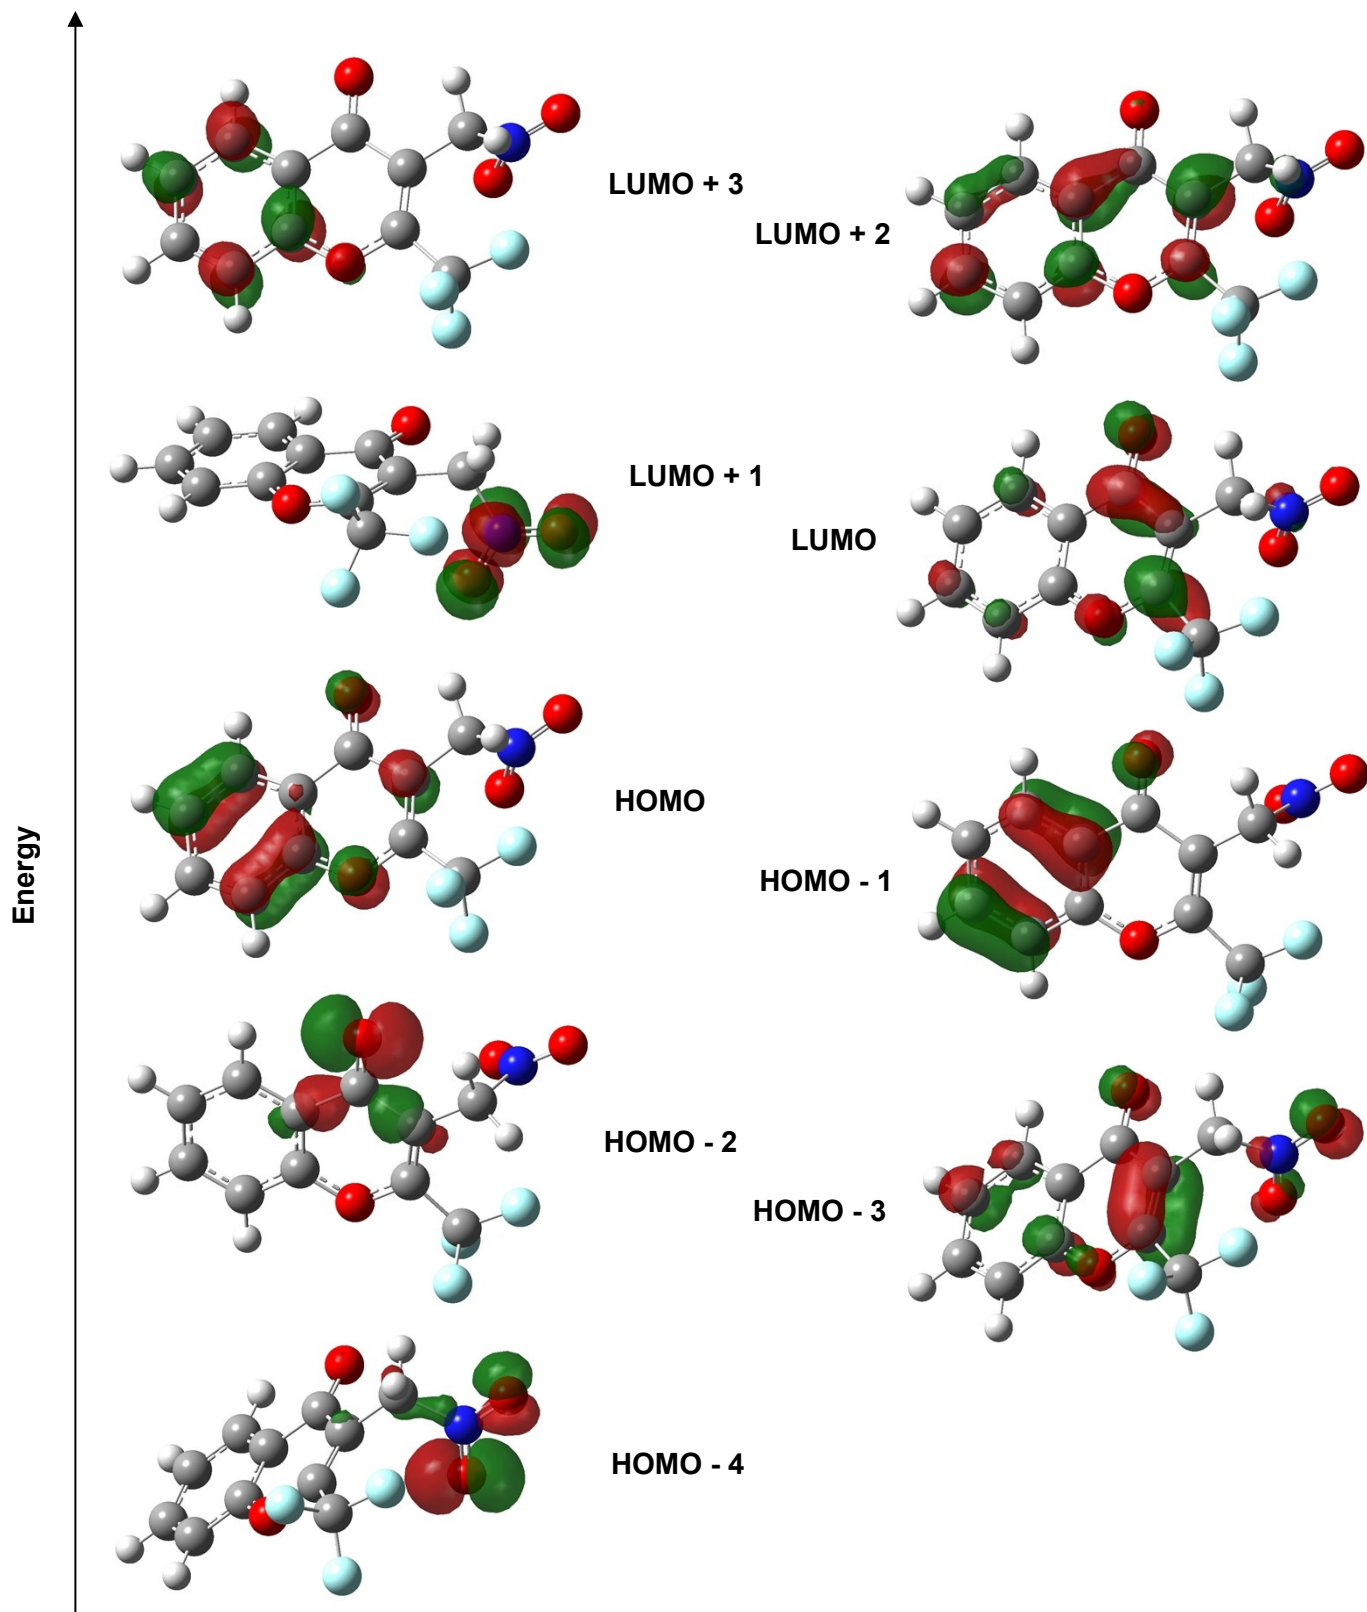 LUMO + 3
LUMO + 2
LUMO + 1
LUMO
HOMO
HOMO - 1
HOMO - 2
HOMO - 3
HOMO - 4
Energy